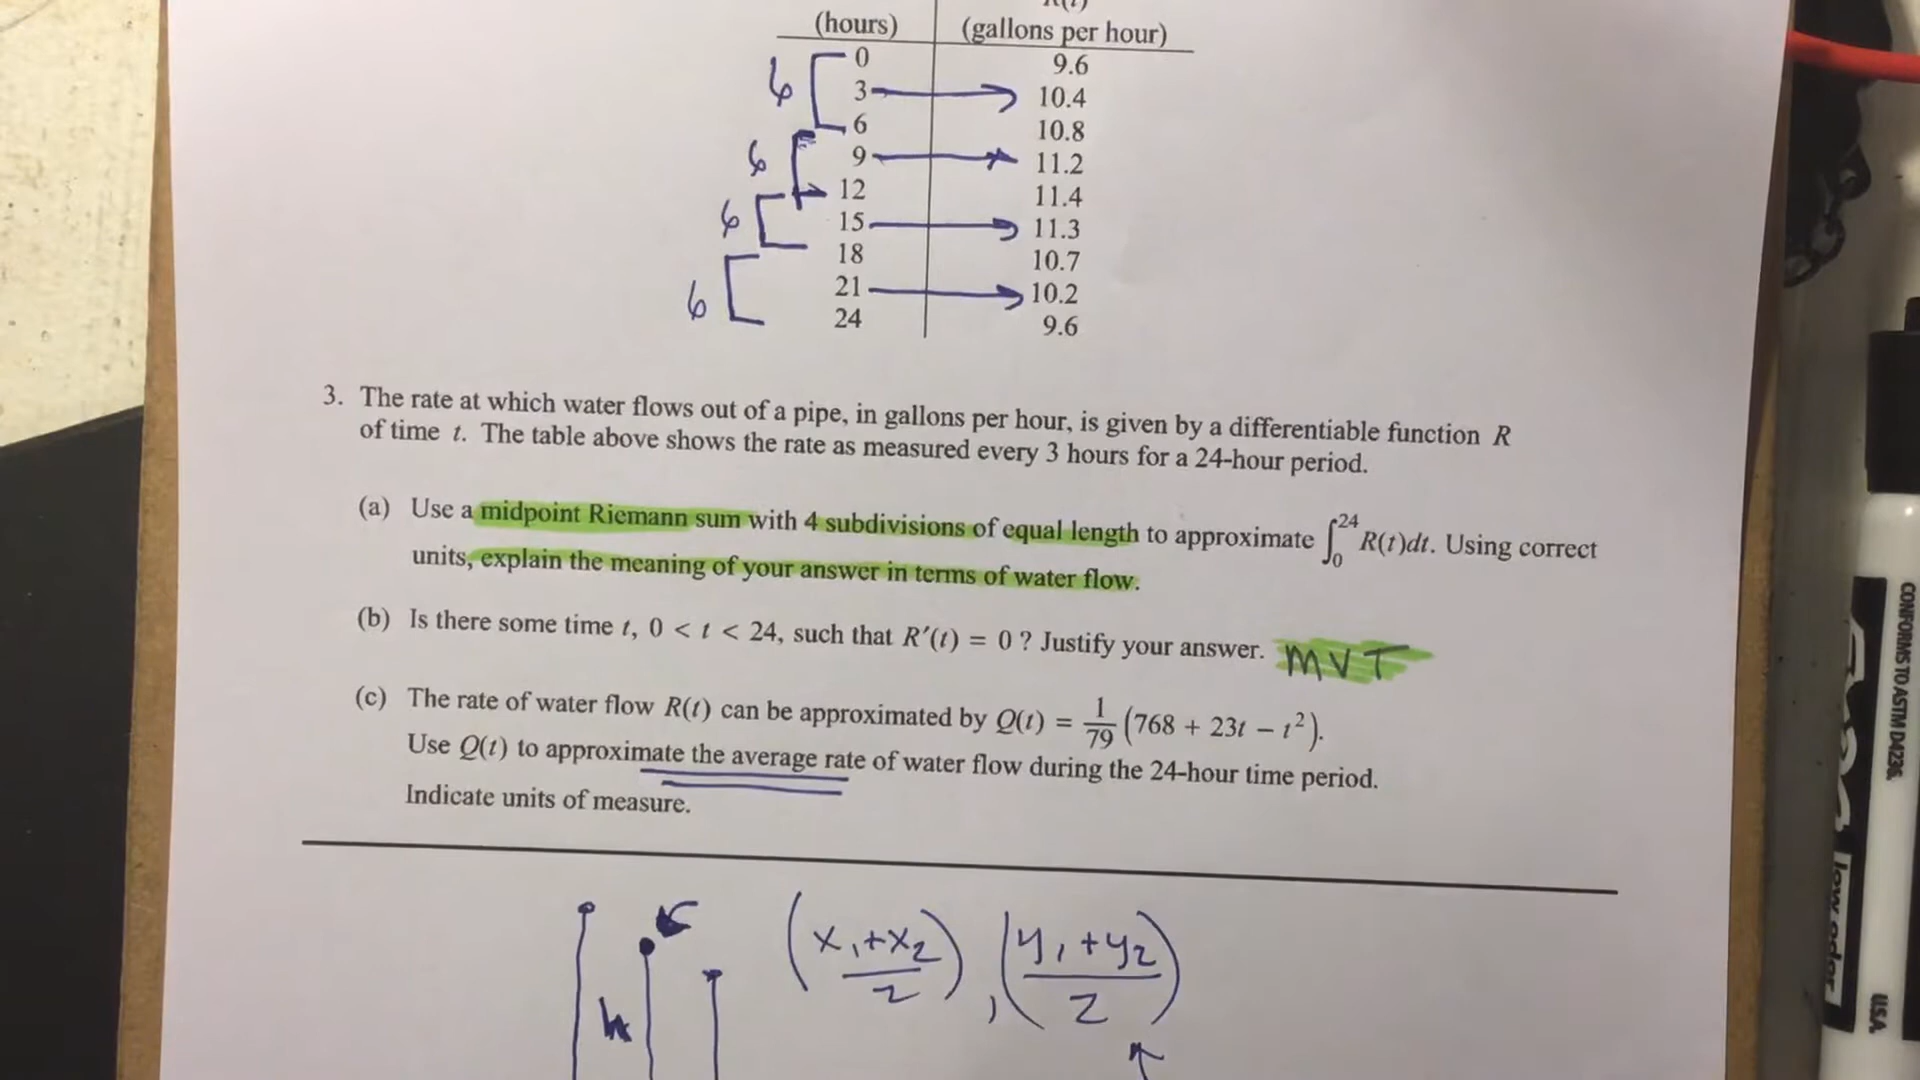 R(t)
(hours) (gallons per hour)
0 9.6
6 3 10.4
6 10.8
6 9 11.2
12 11.4
6 15 11.3
18 10.7
6 21 10.2
24 9.6
3. The rate at which water flows out of a pipe, in gallons per hour, is given by a differentiable function R
of time t. The table above shows the rate as measured every 3 hours for a 24-hour period.
(a) Use a midpoint Riemann sum with 4 subdivisions of equal length to approximate ∫₀²⁴ R(t)dt. Using correct
units, explain the meaning of your answer in terms of water flow.
(b) Is there some time t, 0 < t < 24, such that R′(t) = 0 ? Justify your answer. MVT
(c) The rate of water flow R(t) can be approximated by Q(t) = 1/79 (768 + 23t − t²).
Use Q(t) to approximate the average rate of water flow during the 24-hour time period.
Indicate units of measure.
(x₁+x₂/2), (y₁+y₂/2)
h
CONFORMS TO ASTM D4236.
low odor
USA